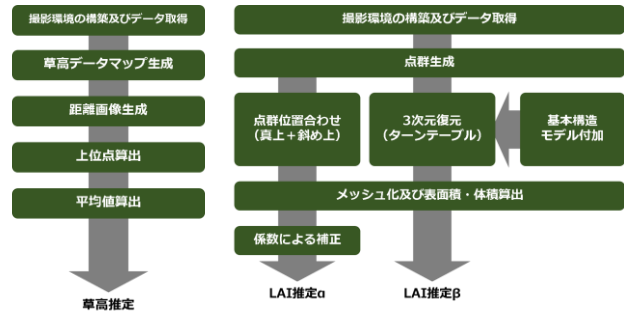 撮影環境の構築及びデータ取得
草高データマップ生成
距離画像生成
上位点算出
平均値算出
草高推定
撮影環境の構築及びデータ取得
点群生成
点群位置合わせ
(真上+斜め上)
3次元復元
(ターンテーブル)
基本構造
モデル付加
メッシュ化及び表面積・体積算出
係数による補正
LAI推定α
LAI推定β